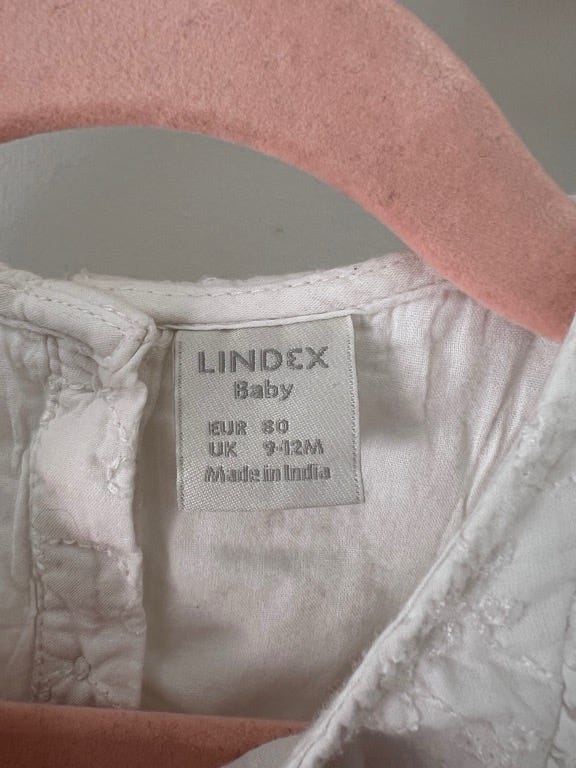 LINDEX
Baby
EUR 80
UK 9-12M
Made in India